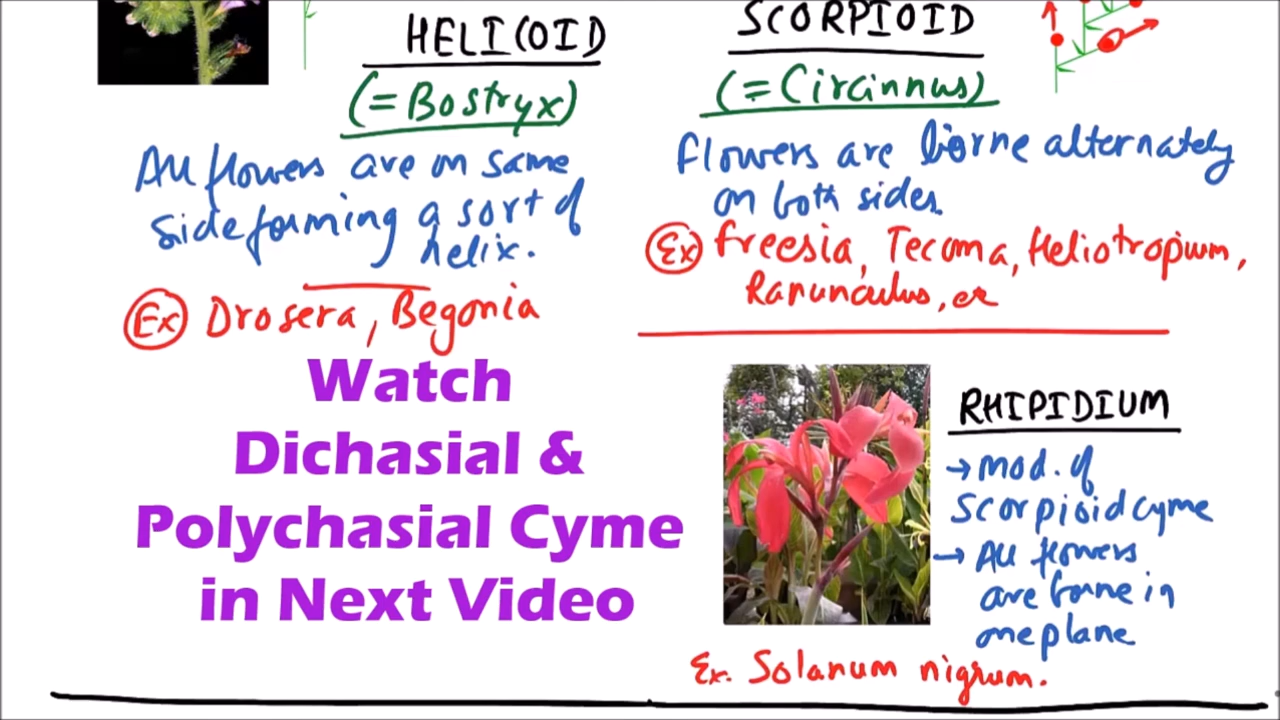 HELICOID
(=Bostryx)
All flowers are on same
side forming a sort of
helix.
Ex Drosera, Begonia
SCORPIOID
(=Circinnus)
Flowers are borne alternately
on both sides.
Ex Freesia, Tecoma, Heliotropium,
Ranunculus, etc
Watch
Dichasial &
Polychasial Cyme
in Next Video
RHIPIDIUM
→ mod. of
Scorpioid cyme
→ All flowers
are borne in
one plane
Ex. Solanum nigrum.